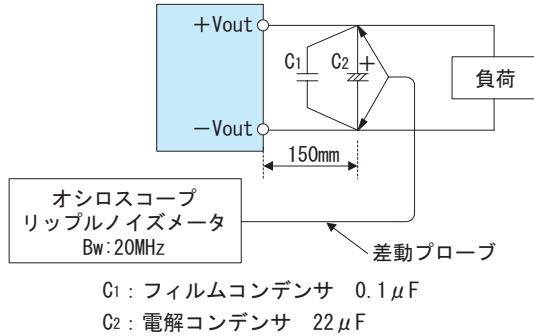 +Vout
C1
C2
+
負荷
−Vout
150mm
オシロスコープ
リップルノイズメータ
Bw:20MHz
差動プローブ
C1：フィルムコンデンサ　0.1μF
C2：電解コンデンサ　22μF